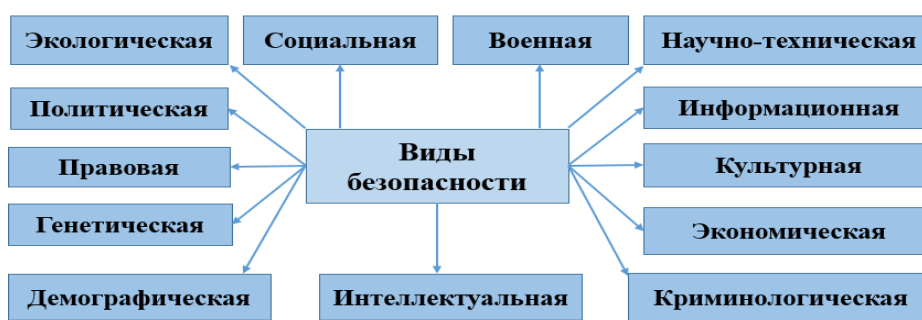 Экологическая
Социальная
Военная
Научно-техническая
Политическая
Информационная
Виды
безопасности
Правовая
Культурная
Генетическая
Экономическая
Демографическая
Интеллектуальная
Криминологическая